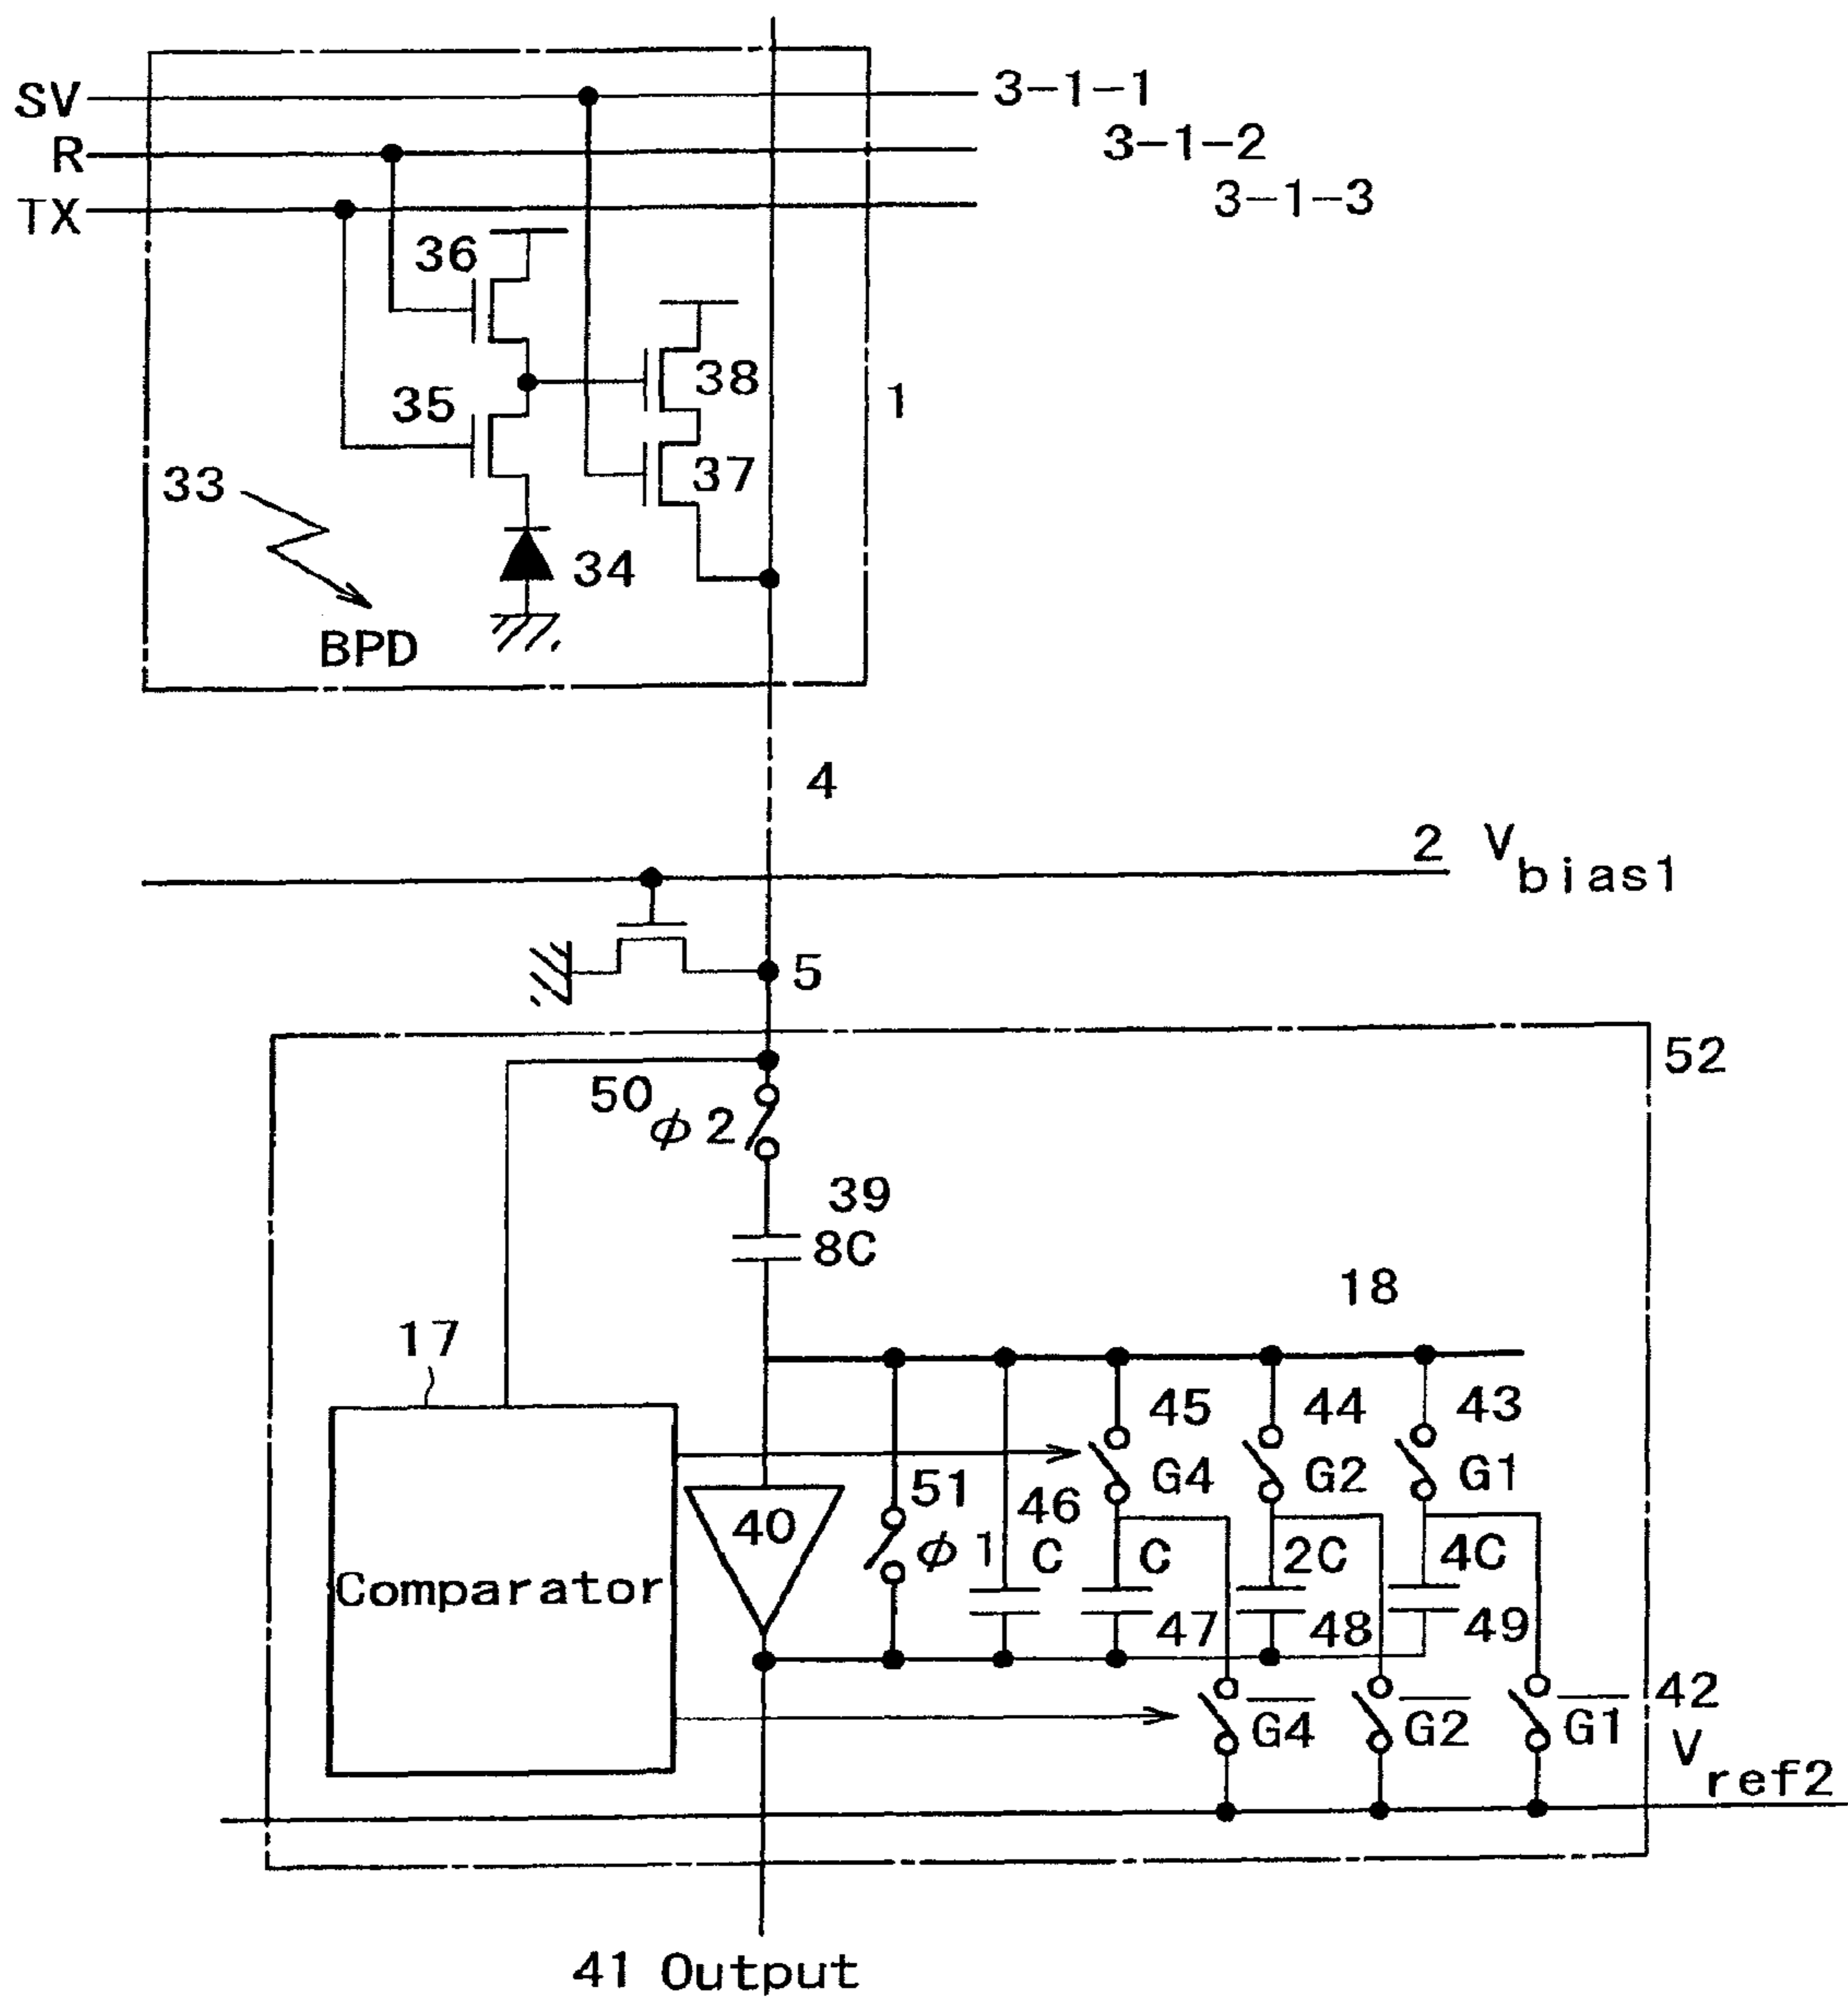 SV
3-1-1
R
3-1-2
TX
3-1-3
36
38
1
35
37
33
34
BPD
4
2 Vbias1
5
52
50
φ2
39
8C
18
17
45
44
43
G4
G2
G1
51
46
40
φ1
C
C
2C
4C
Comparator
47
48
49
42
G4
G2
G1
Vref2
41 Output